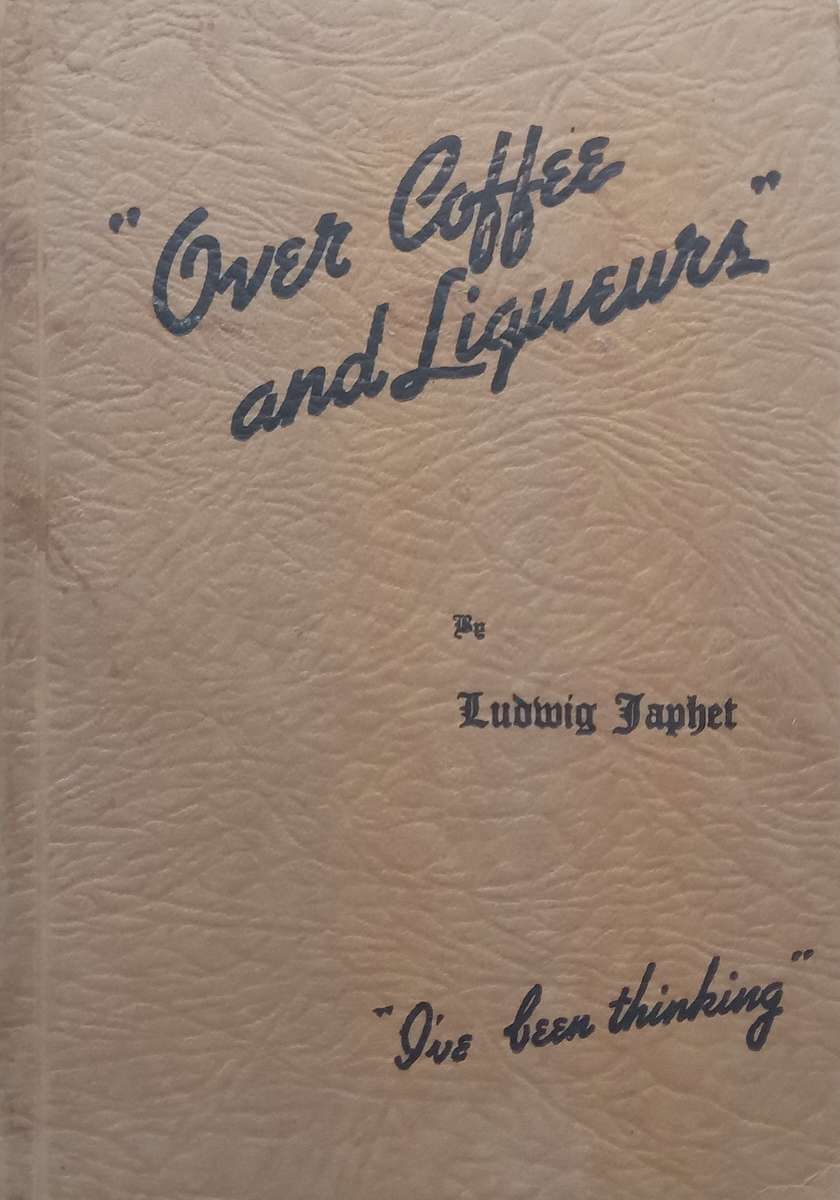 "Over Coffee
and Liqueurs"
By
Ludwig Japhet
"I've been thinking"